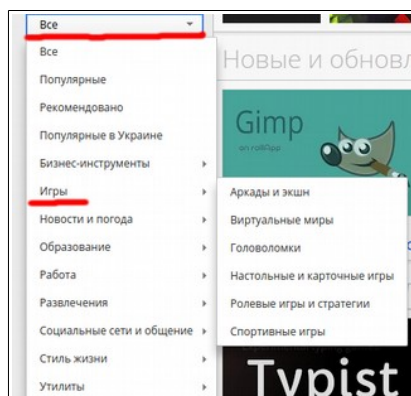 Все
Все
Популярные
Рекомендовано
Популярные в Украине
Бизнес-инструменты
Игры
Новости и погода
Образование
Работа
Развлечения
Социальные сети и общение
Стиль жизни
Утилиты
Аркады и экшн
Виртуальные миры
Головоломки
Настольные и карточные игры
Ролевые игры и стратегии
Спортивные игры
Новые и
Gimp
on rollApp
Typist